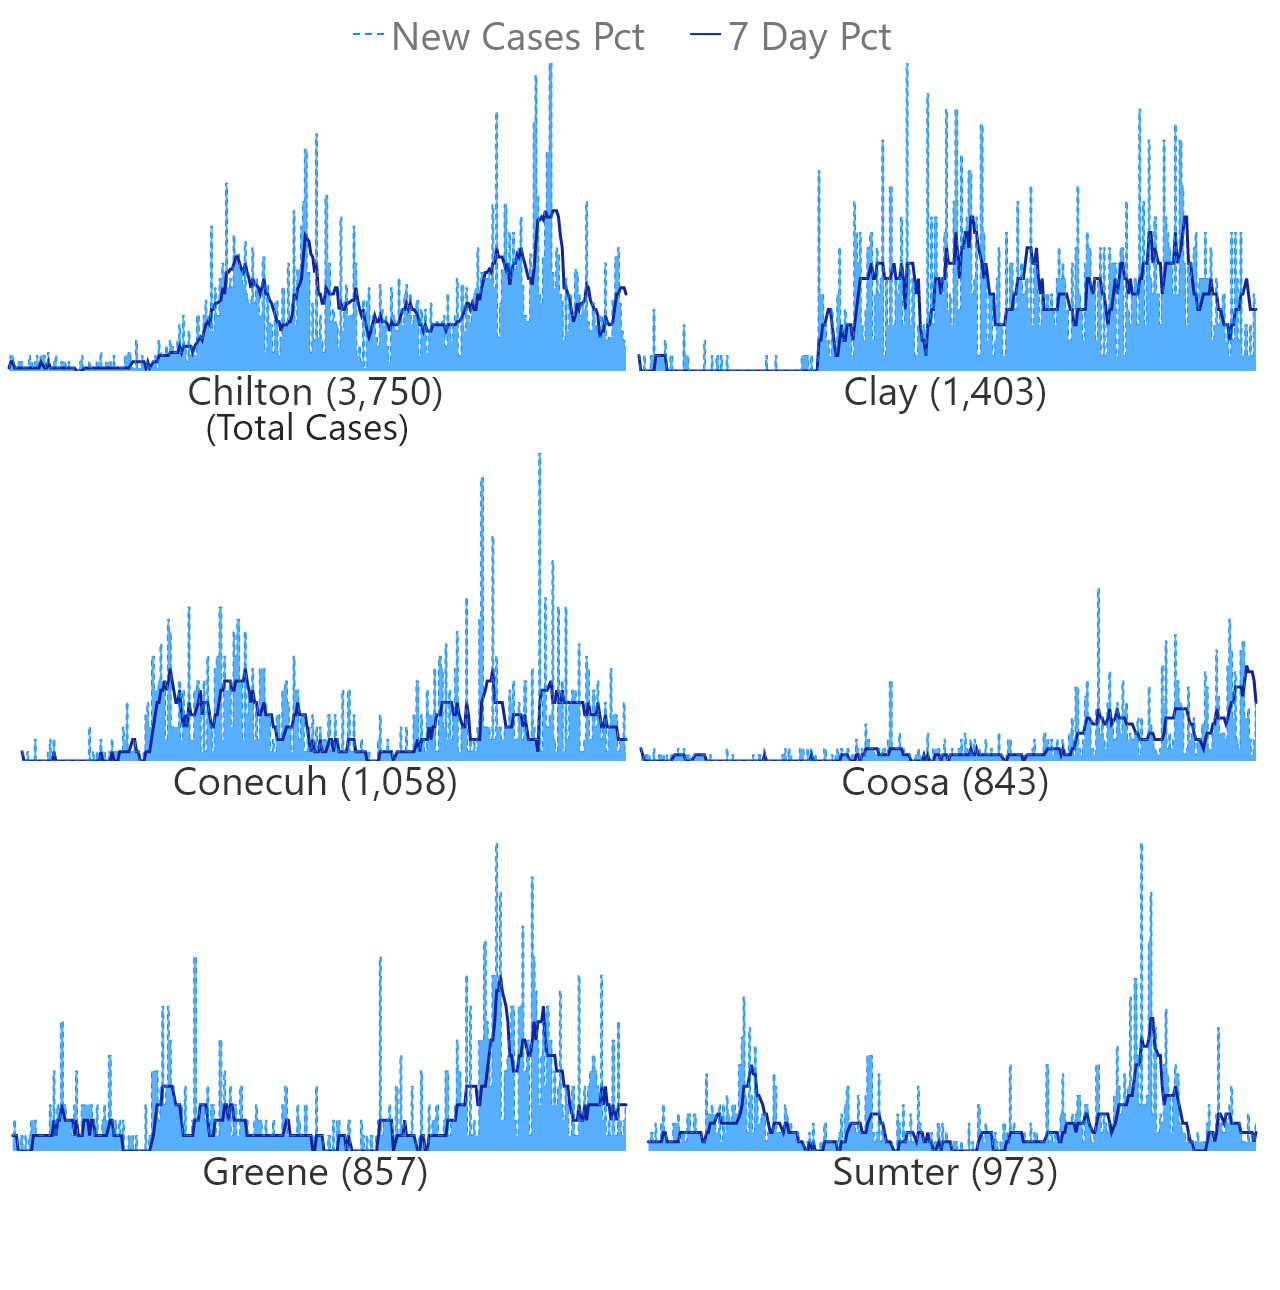 New Cases Pct 7 Day Pct
Chilton (3,750)
(Total Cases)
Clay (1,403)
Conecuh (1,058)
Coosa (843)
Greene (857)
Sumter (973)